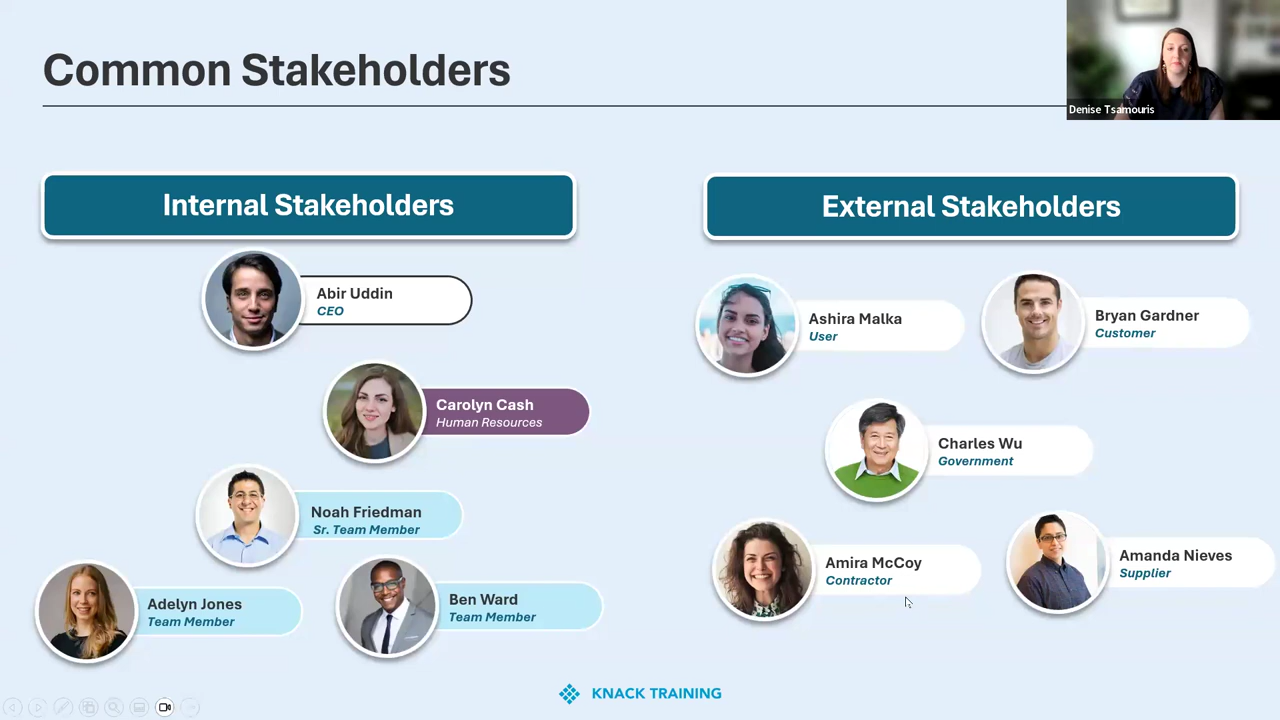 Common Stakeholders
Denise Tsamouris
Internal Stakeholders
Abir Uddin
CEO
Carolyn Cash
Human Resources
Noah Friedman
Sr. Team Member
Adelyn Jones
Team Member
Ben Ward
Team Member
External Stakeholders
Ashira Malka
User
Bryan Gardner
Customer
Charles Wu
Government
Amira McCoy
Contractor
Amanda Nieves
Supplier
KNACK TRAINING